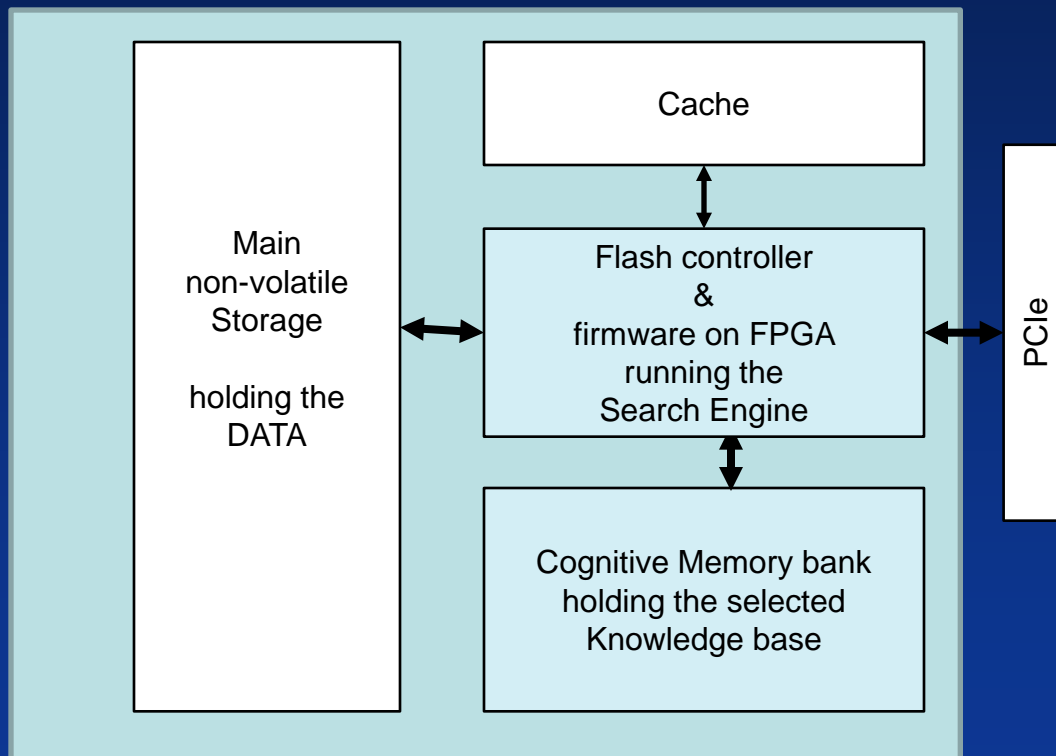 Cache
Main
non-volatile
Storage
holding the
DATA
Flash controller
&
firmware on FPGA
running the
Search Engine
PCIe
Cognitive Memory bank
holding the selected
Knowledge base